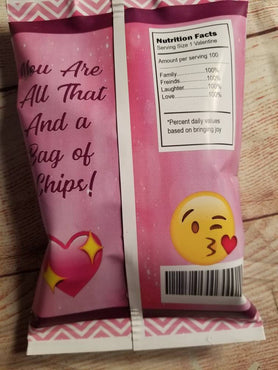 You Are
All That
And a
Bag of
Chips!
Nutrition Facts
Serving Size 1 Valentine
Amount per serving 100
Family..............100%
Freinds.............100%
Laughter...........100%
Love.................100%
*Percent daily values
based on bringing joy